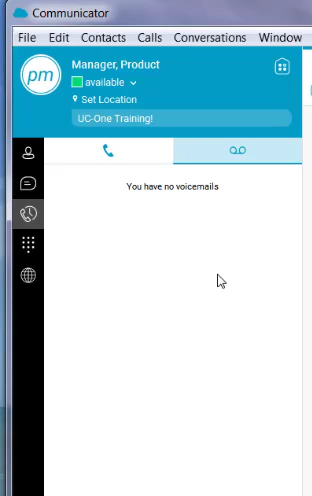 Communicator
File Edit Contacts Calls Conversations Window
pm
Manager, Product
available
Set Location
UC-One Training!
You have no voicemails